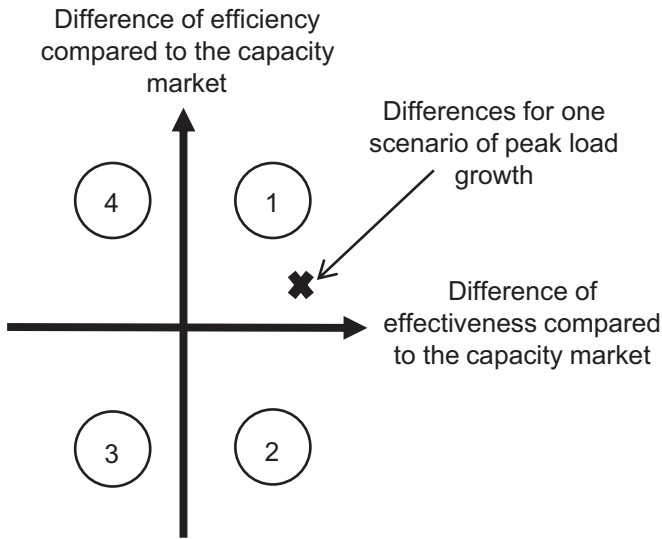 Difference of efficiency
compared to the capacity
market
Differences for one
scenario of peak load
growth
4
1
Difference of
effectiveness compared
to the capacity market
3
2